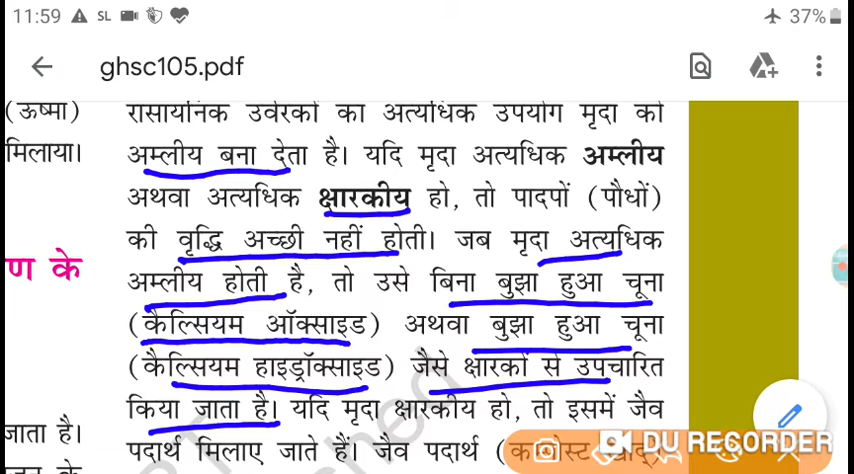 11:59 SL 37%
ghsc105.pdf
(ऊष्मा)
मिलाया।
ण के
जाता है।
रासायनिक उर्वरकों का अत्यधिक उपयोग मृदा को
अम्लीय बना देता है। यदि मृदा अत्यधिक अम्लीय
अथवा अत्यधिक क्षारकीय हो, तो पादपों (पौधों)
की वृद्धि अच्छी नहीं होती। जब मृदा अत्यधिक
अम्लीय होती है, तो उसे बिना बुझा हुआ चूना
(कैल्सियम ऑक्साइड) अथवा बुझा हुआ चूना
(कैल्सियम हाइड्रॉक्साइड) जैसे क्षारकों से उपचारित
किया जाता है। यदि मृदा क्षारकीय हो, तो इसमें जैव
पदार्थ मिलाए जाते हैं। जैव पदार्थ
DU RECORDER